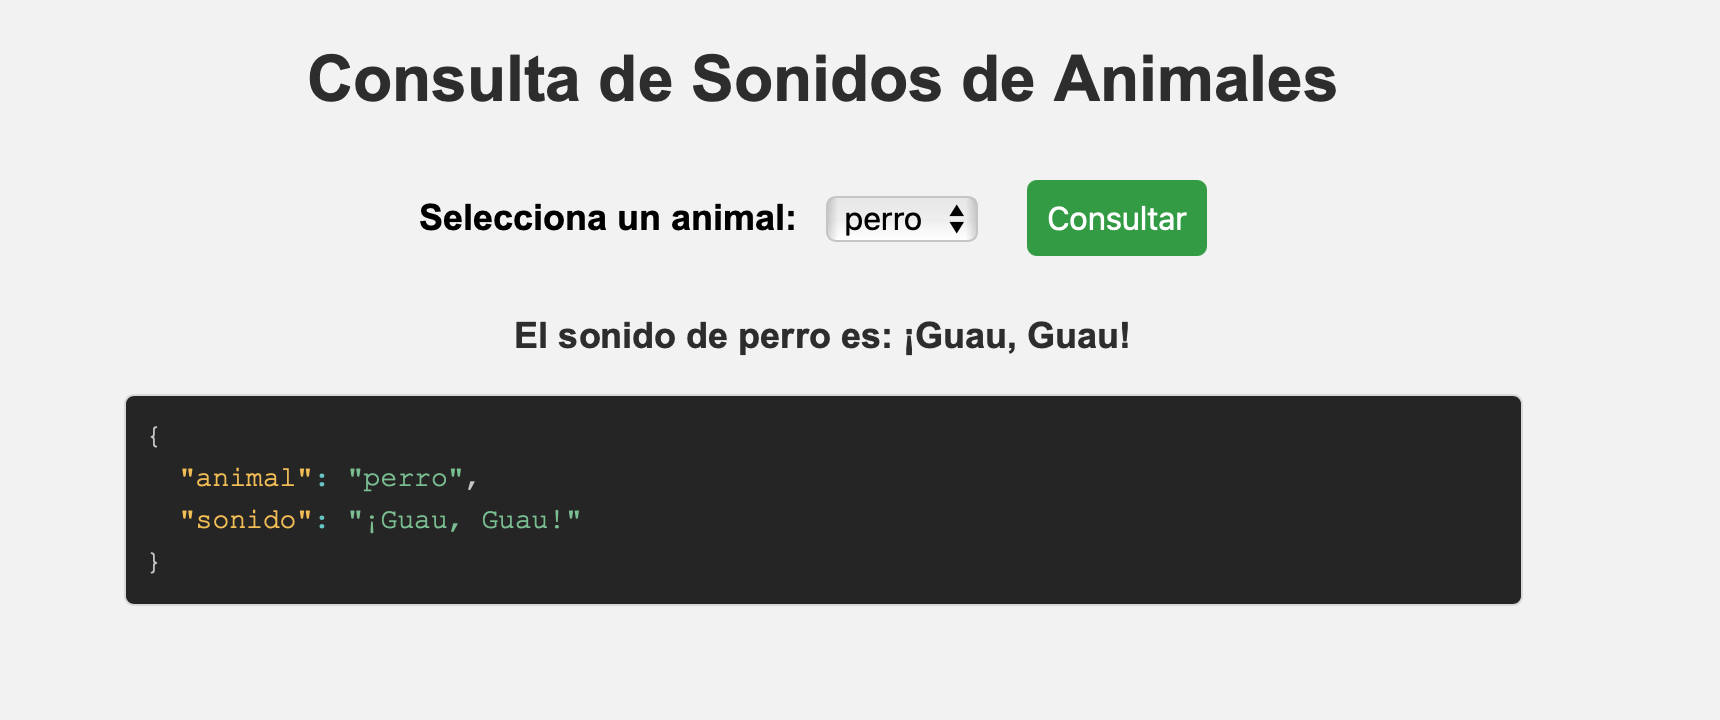 Consulta de Sonidos de Animales
Selecciona un animal: perro Consultar
El sonido de perro es: ¡Guau, Guau!
{
"animal": "perro",
"sonido": "¡Guau, Guau!"
}